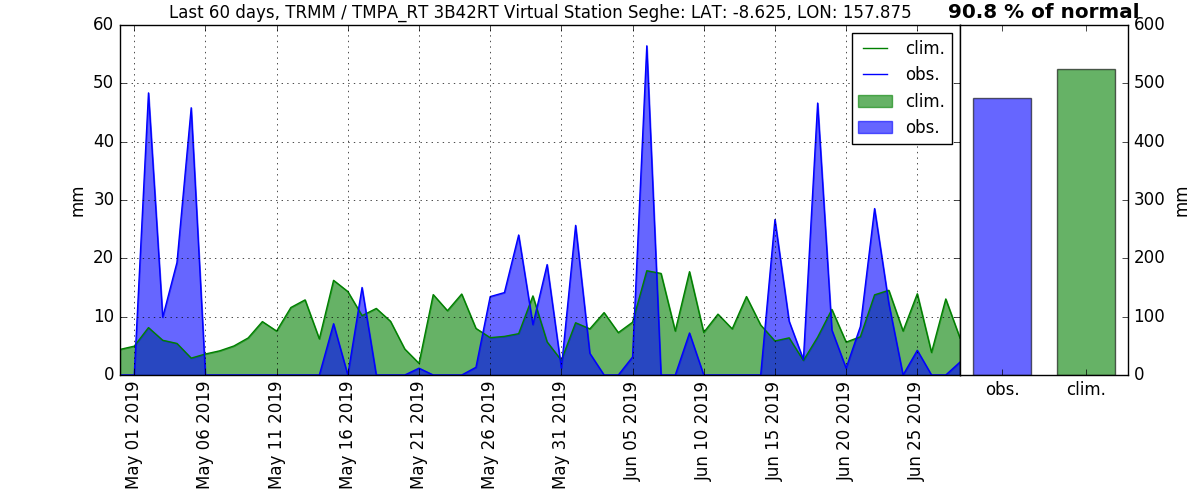 Last 60 days, TRMM / TMPA_RT 3B42RT Virtual Station Seghe: LAT: -8.625, LON: 157.875
90.8 % of normal
mm
60
50
40
30
20
10
0
clim.
obs.
clim.
obs.
May 01 2019
May 06 2019
May 11 2019
May 16 2019
May 21 2019
May 26 2019
May 31 2019
Jun 05 2019
Jun 10 2019
Jun 15 2019
Jun 20 2019
Jun 25 2019
600
500
400
300
200
100
0
mm
obs.
clim.